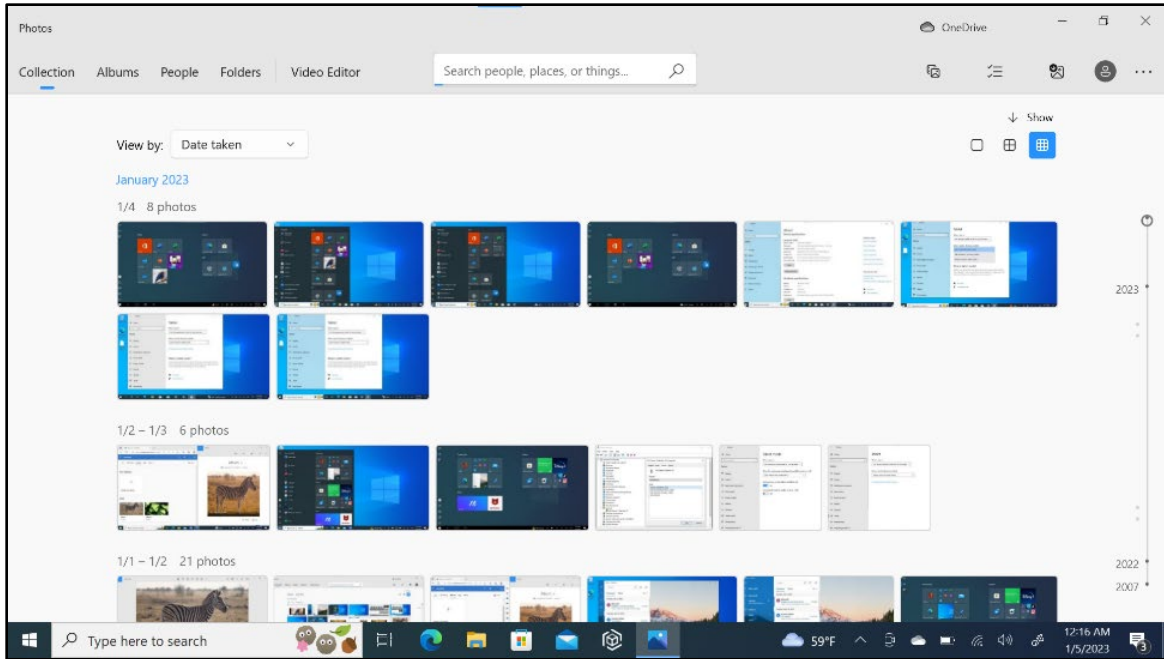 Photos
OneDrive
Collection Albums People Folders Video Editor
Search people, places, or things...
Show
View by: Date taken
January 2023
1/4 8 photos
2023
1/2 – 1/3 6 photos
1/1 – 1/2 21 photos
2022
2007
Type here to search
59°F
12:16 AM
1/5/2023
3